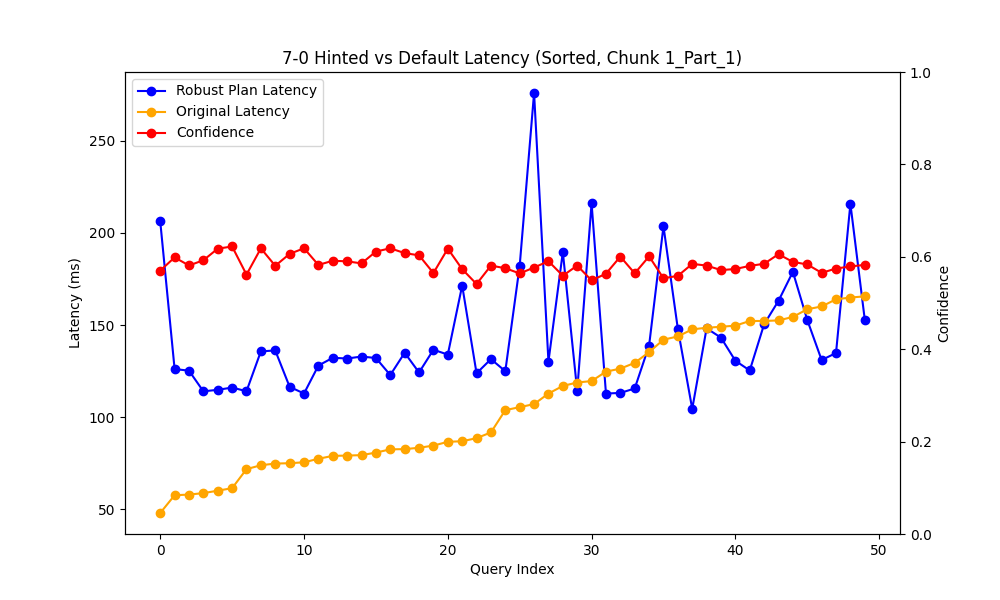 7-0 Hinted vs Default Latency (Sorted, Chunk 1_Part_1)
Robust Plan Latency
Original Latency
Confidence
Latency (ms)
250
200
150
100
50
1.0
0.8
0.6
0.4
0.2
0.0
Confidence
0 10 20 30 40 50
Query Index